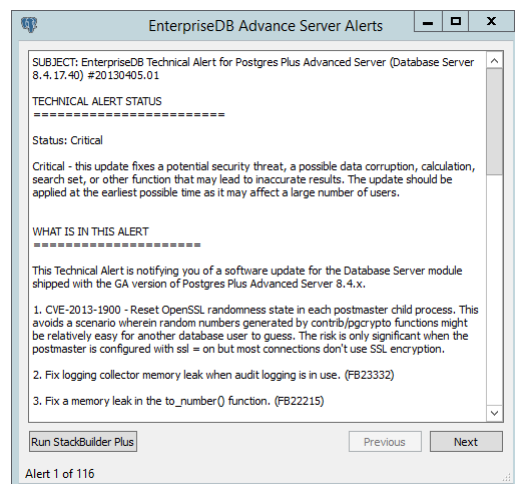 EnterpriseDB Advance Server Alerts
SUBJECT: EnterpriseDB Technical Alert for Postgres Plus Advanced Server (Database Server
8.4.17.40) #20130405.01
TECHNICAL ALERT STATUS
========================
Status: Critical
Critical - this update fixes a potential security threat, a possible data corruption, calculation,
search set, or other function that may lead to inaccurate results. The update should be
applied at the earliest possible time as it may affect a large number of users.
WHAT IS IN THIS ALERT
=====================
This Technical Alert is notifying you of a software update for the Database Server module
shipped with the GA version of Postgres Plus Advanced Server 8.4.x.
1. CVE-2013-1900 - Reset OpenSSL randomness state in each postmaster child process. This
avoids a scenario wherein random numbers generated by contrib/pgcrypto functions might
be relatively easy for another database user to guess. The risk is only significant when the
postmaster is configured with ssl = on but most connections don't use SSL encryption.
2. Fix logging collector memory leak when audit logging is in use. (FB23332)
3. Fix a memory leak in the to_number() function. (FB22215)
Run StackBuilder Plus
Previous
Next
Alert 1 of 116